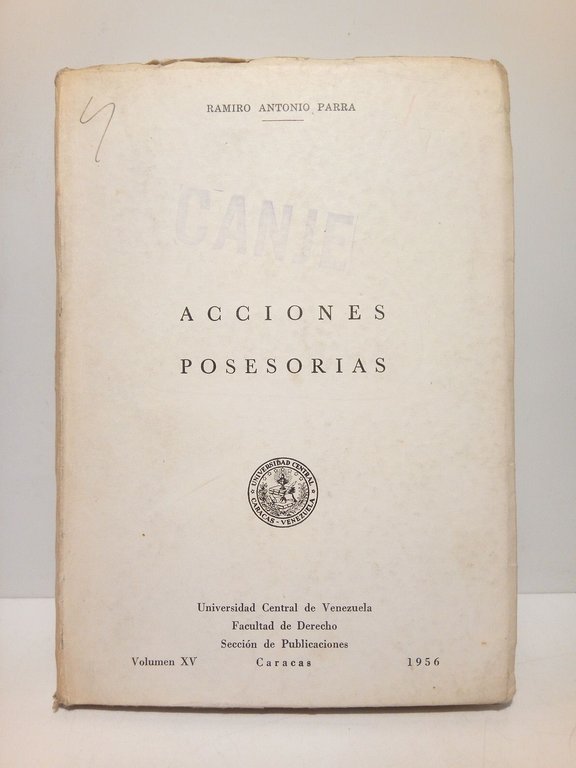 RAMIRO ANTONIO PARRA
CANJE
ACCIONES
POSESORIAS
UNIVERSIDAD CENTRAL
CARACAS - VENEZUELA
Universidad Central de Venezuela
Facultad de Derecho
Sección de Publicaciones
Volumen XV Caracas 1956